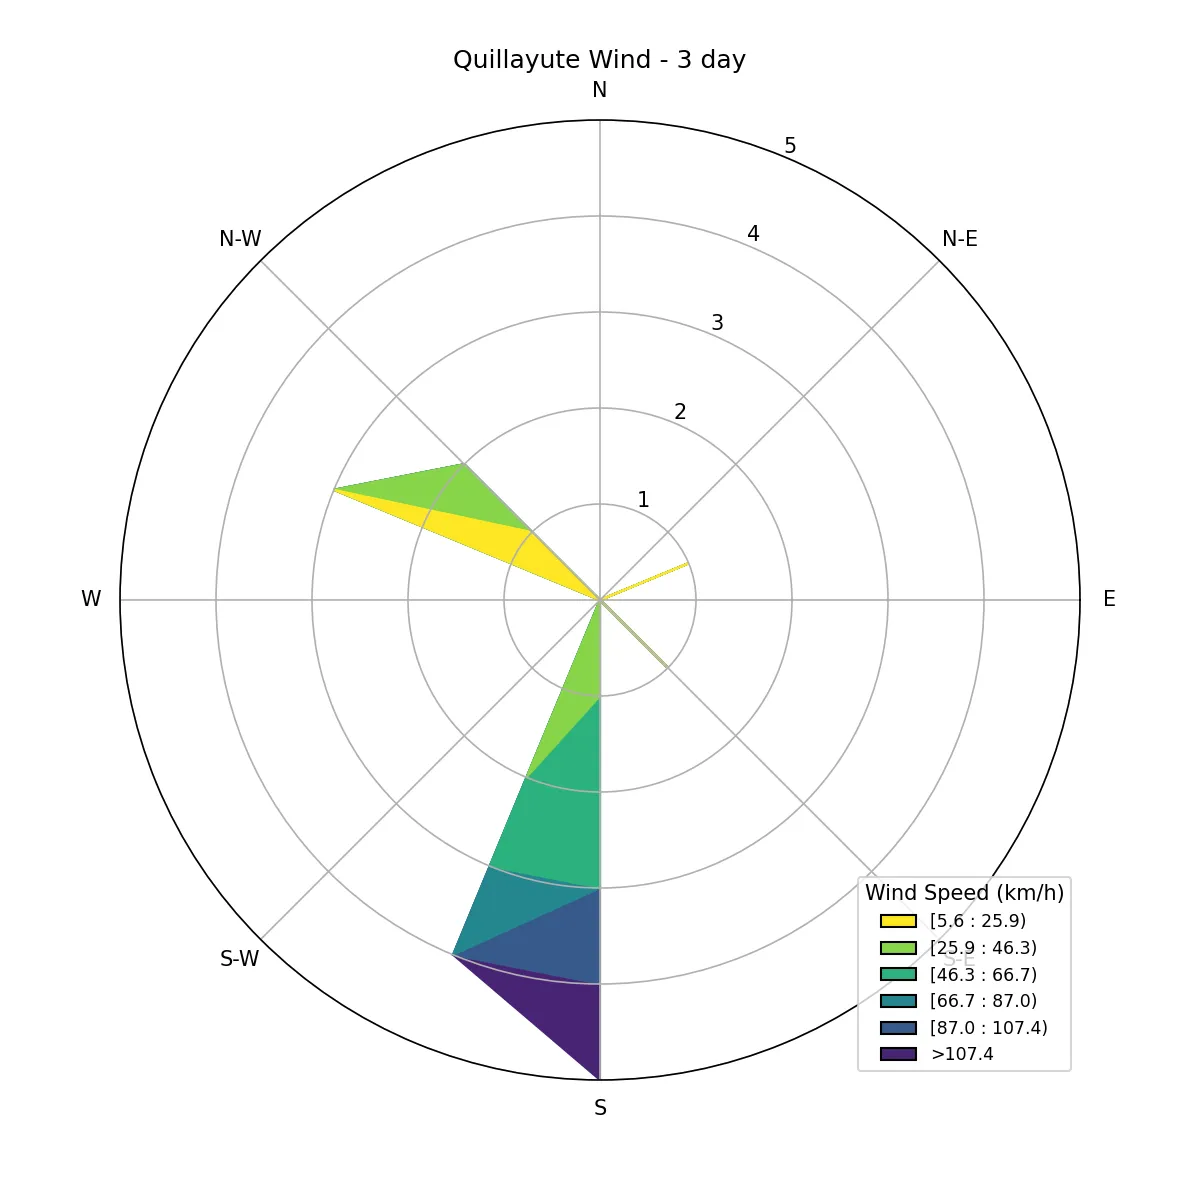 Quillayute Wind - 3 day
N
5
N-W
N-E
4
3
2
1
W
E
Wind Speed (km/h)
[5.6 : 25.9)
[25.9 : 46.3)
S-W
S-E
[46.3 : 66.7)
[66.7 : 87.0)
[87.0 : 107.4)
>107.4
S